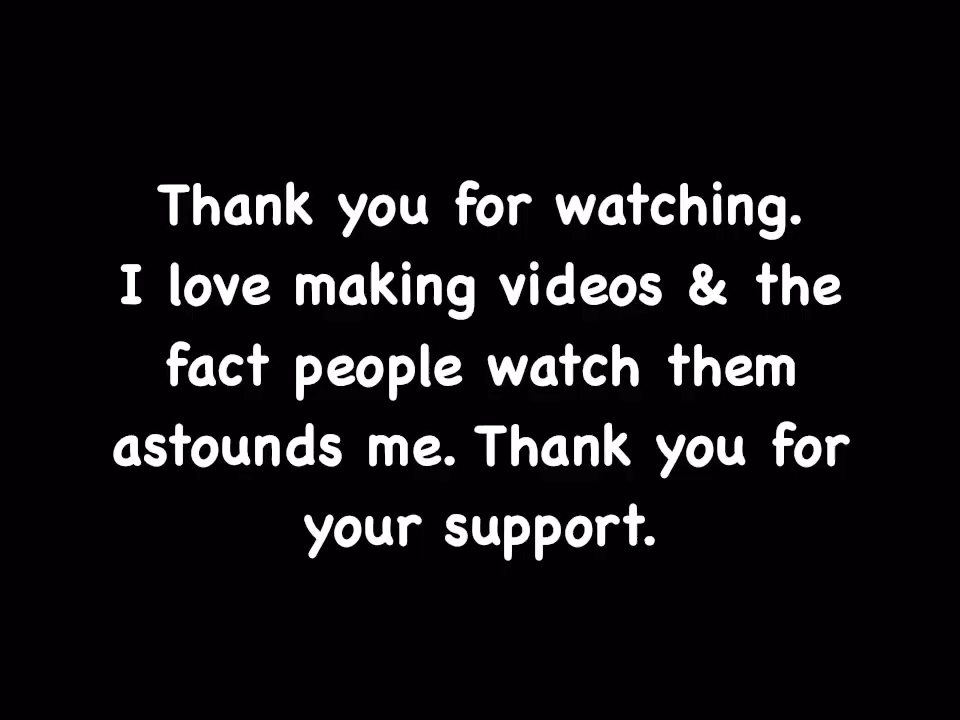 Thank you for watching.
I love making videos & the
fact people watch them
astounds me. Thank you for
your support.